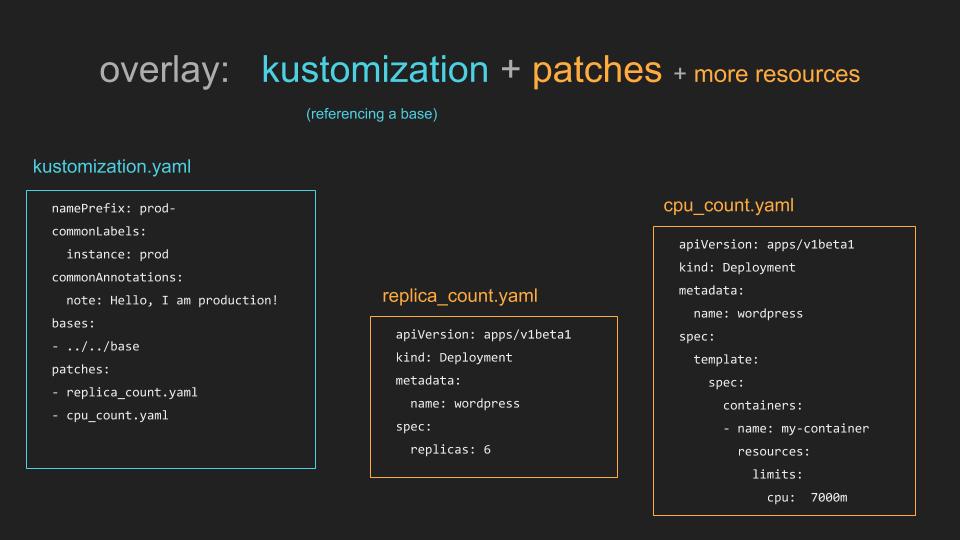 overlay: kustomization + patches + more resources
(referencing a base)
kustomization.yaml
namePrefix: prod-
commonLabels:
  instance: prod
commonAnnotations:
  note: Hello, I am production!
bases:
- ../../base
patches:
- replica_count.yaml
- cpu_count.yaml
replica_count.yaml
apiVersion: apps/v1beta1
kind: Deployment
metadata:
  name: wordpress
spec:
  replicas: 6
cpu_count.yaml
apiVersion: apps/v1beta1
kind: Deployment
metadata:
  name: wordpress
spec:
  template:
    spec:
      containers:
      - name: my-container
        resources:
          limits:
            cpu:  7000m